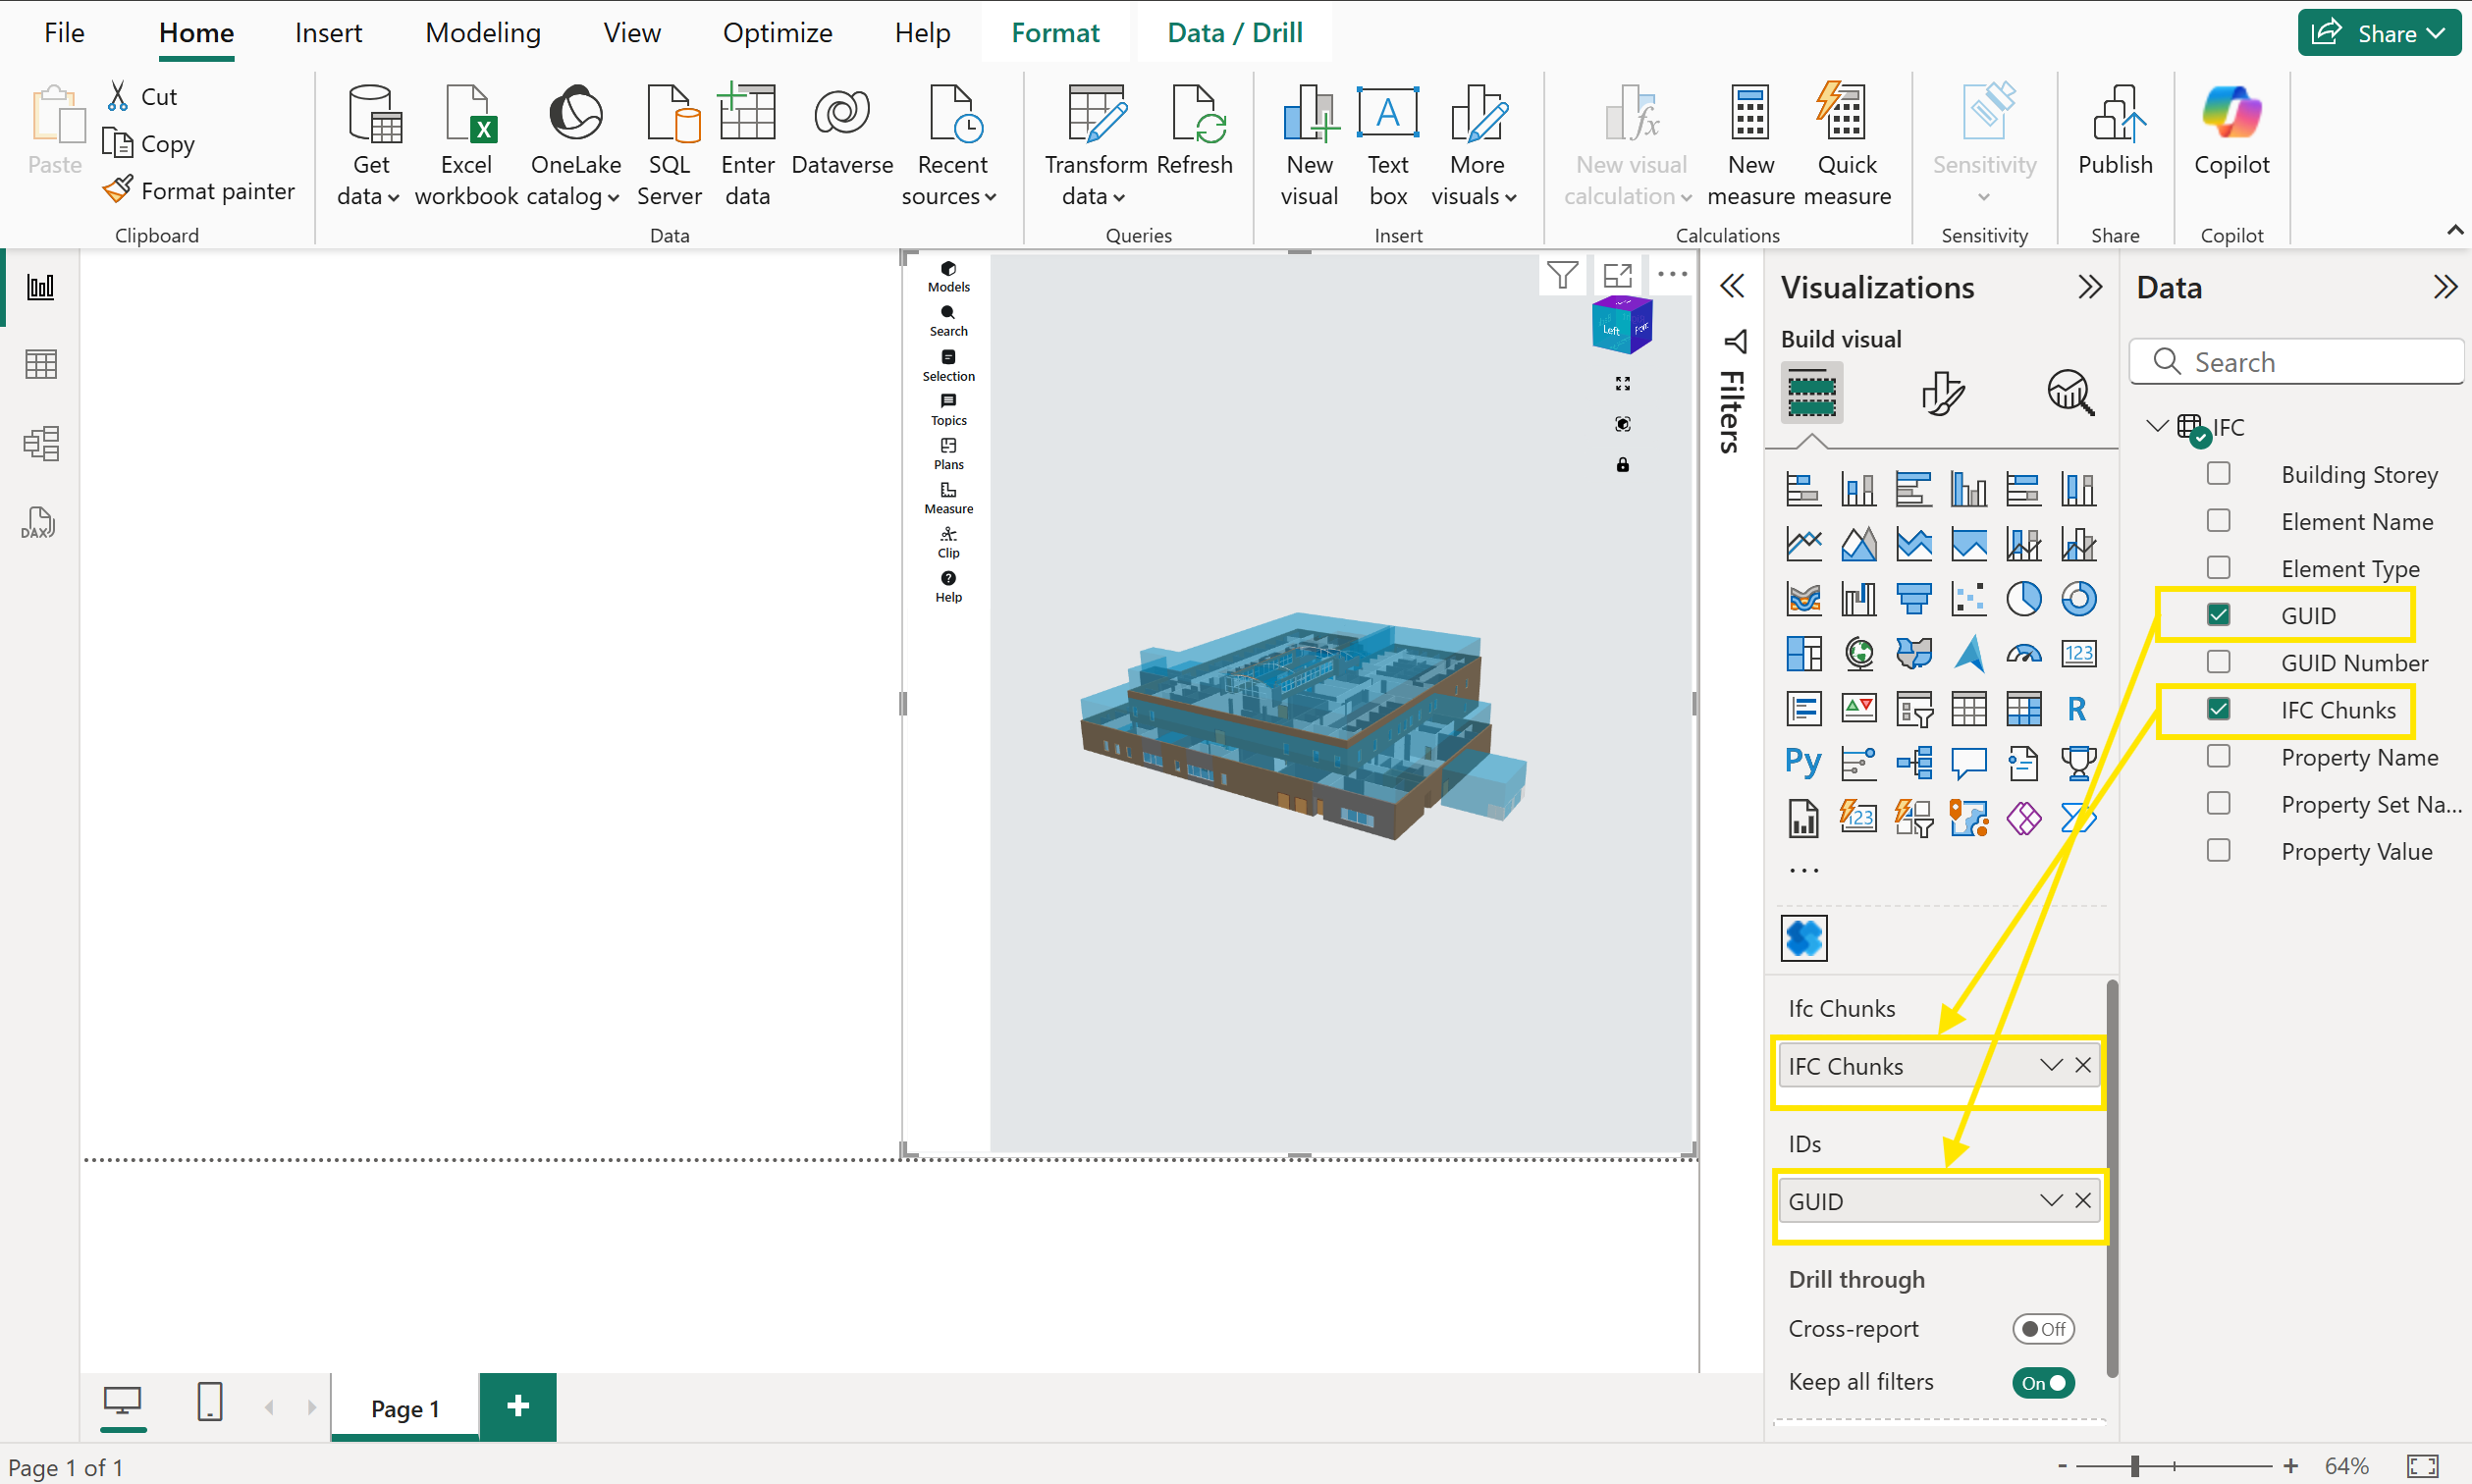 File Home Insert Modeling View Optimize Help Format Data / Drill Share
Paste
Cut
Copy
Format painter
Clipboard
Get data
Excel workbook
OneLake catalog
SQL Server
Enter data
Dataverse
Recent sources
Data
Transform data
Refresh
Queries
New visual
Text box
More visuals
Insert
New visual calculation
New measure
Quick measure
Calculations
Sensitivity
Sensitivity
Publish
Share
Copilot
Copilot
DAX
Models
Search
Selection
Topics
Plans
Measure
Clip
Help
Left
Filters
Visualizations
Build visual
123
R
Py
123
Ifc Chunks
IFC Chunks
IDs
GUID
Drill through
Cross-report
Off
Keep all filters
On
Data
Search
IFC
Building Storey
Element Name
Element Type
GUID
GUID Number
IFC Chunks
Property Name
Property Set Na...
Property Value
Page 1
Page 1 of 1
64%